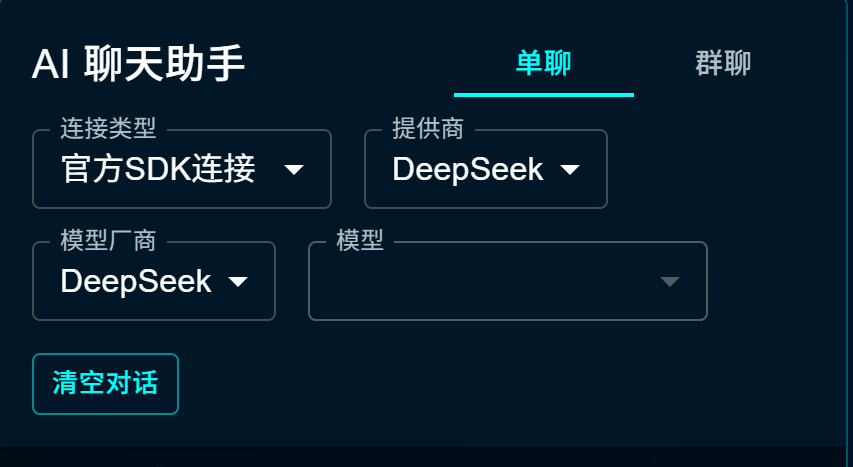 AI 聊天助手
单聊
群聊
连接类型
官方SDK连接
提供商
DeepSeek
模型厂商
DeepSeek
模型
清空对话